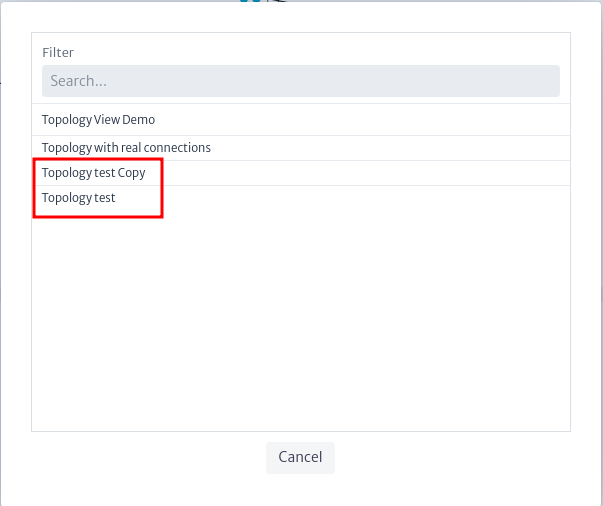 Filter
Search...
Topology View Demo
Topology with real connections
Topology test Copy
Topology test
Cancel